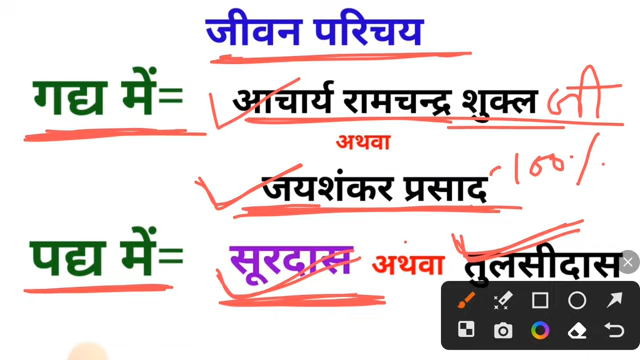 जीवन परिचय
गद्य में= आचार्य रामचन्द्र शुक्ल जी
अथवा
जयशंकर प्रसाद -100%
पद्य में= सूरदास अथवा तुलसीदास